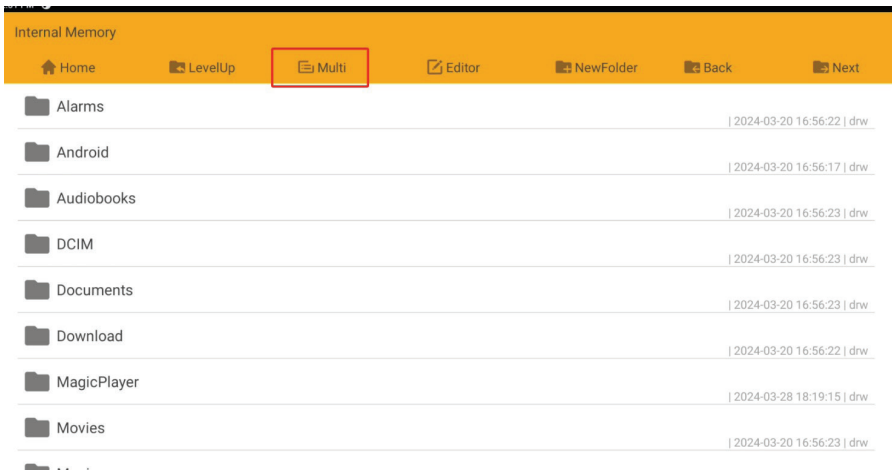 Internal Memory
Home LevelUp Multi Editor NewFolder Back Next
Alarms
| 2024-03-20 16:56:22 | drw
Android
| 2024-03-20 16:56:17 | drw
Audiobooks
| 2024-03-20 16:56:23 | drw
DCIM
| 2024-03-20 16:56:23 | drw
Documents
| 2024-03-20 16:56:23 | drw
Download
| 2024-03-20 16:56:22 | drw
MagicPlayer
| 2024-03-28 18:19:15 | drw
Movies
| 2024-03-20 16:56:23 | drw